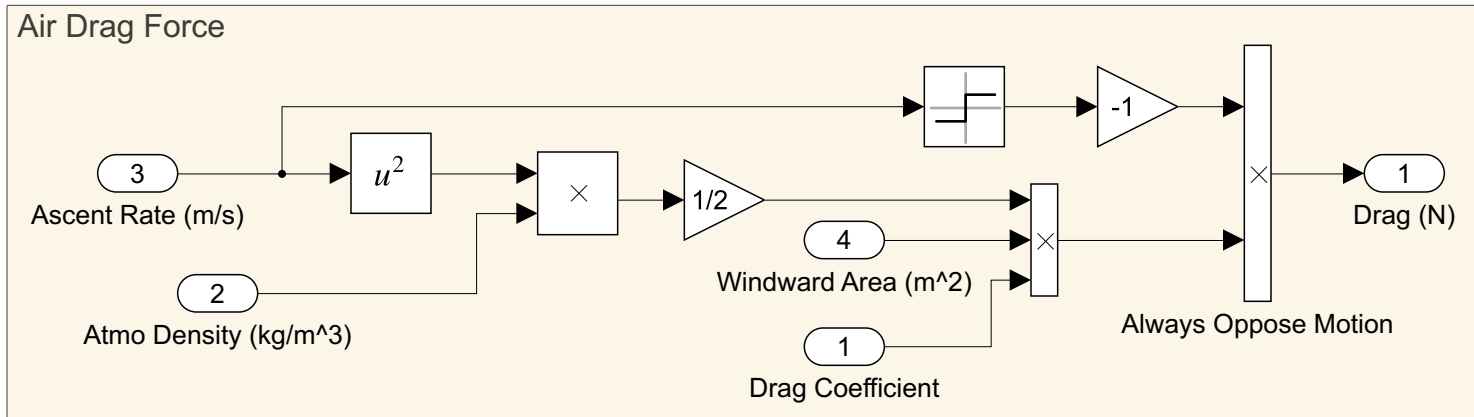 Air Drag Force
-1
3
Ascent Rate (m/s)
u²
×
1/2
1
Drag (N)
×
4
Windward Area (m^2)
×
2
Atmo Density (kg/m^3)
Always Oppose Motion
1
Drag Coefficient